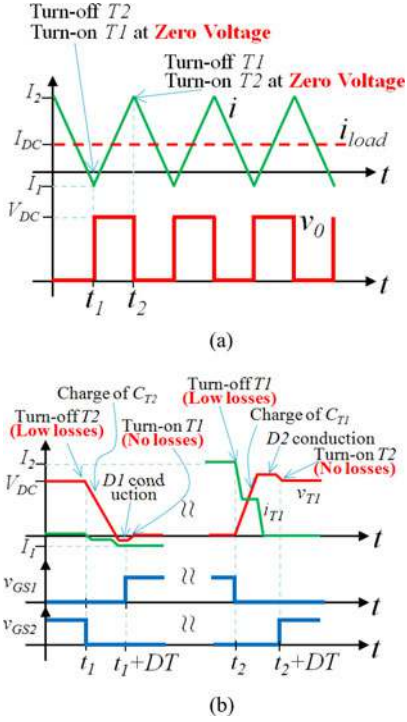 Turn-off T2
Turn-on T1 at Zero Voltage
Turn-off T1
Turn-on T2 at Zero Voltage
I2
i
IDC
iload
I1
t
VDC
v0
t1
t2
t
(a)
Charge of CT2
Turn-off T2
(Low losses)
Turn-on T1
(No losses)
D1 cond
uction
Turn-off T1
(Low losses)
Charge of CT1
D2 conduction
Turn-on T2
(No losses)
I2
VDC
vT1
iT1
I1
t
vGS1
vGS2
t1
t1+DT
t2
t2+DT
t
(b)